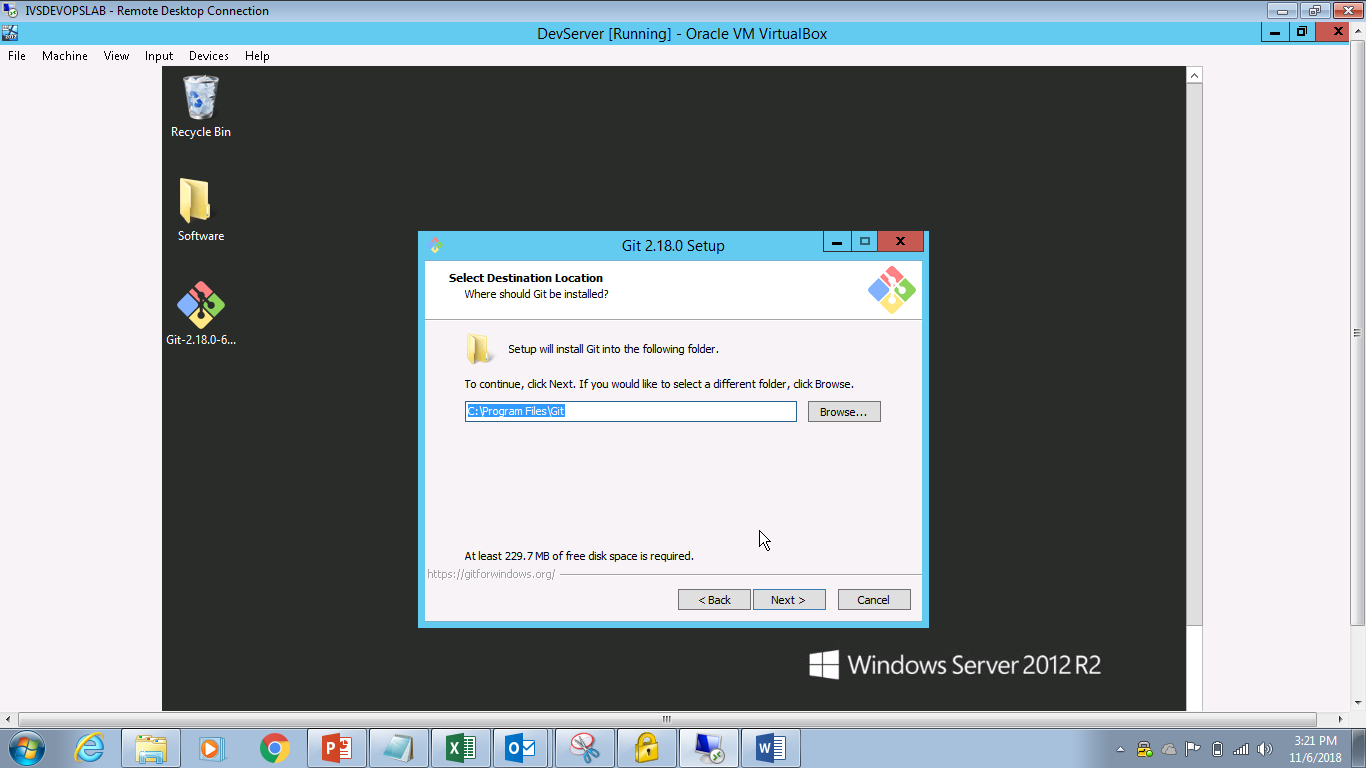 IVSDEVOPSLAB - Remote Desktop Connection
DevServer [Running] - Oracle VM VirtualBox
File Machine View Input Devices Help
Recycle Bin
Software
Git-2.18.0-6...
Git 2.18.0 Setup
Select Destination Location
Where should Git be installed?
Setup will install Git into the following folder.
To continue, click Next. If you would like to select a different folder, click Browse.
C:\Program Files\Git
Browse...
At least 229.7 MB of free disk space is required.
https://gitforwindows.org/
< Back Next > Cancel
Windows Server 2012 R2
3:21 PM
11/6/2018